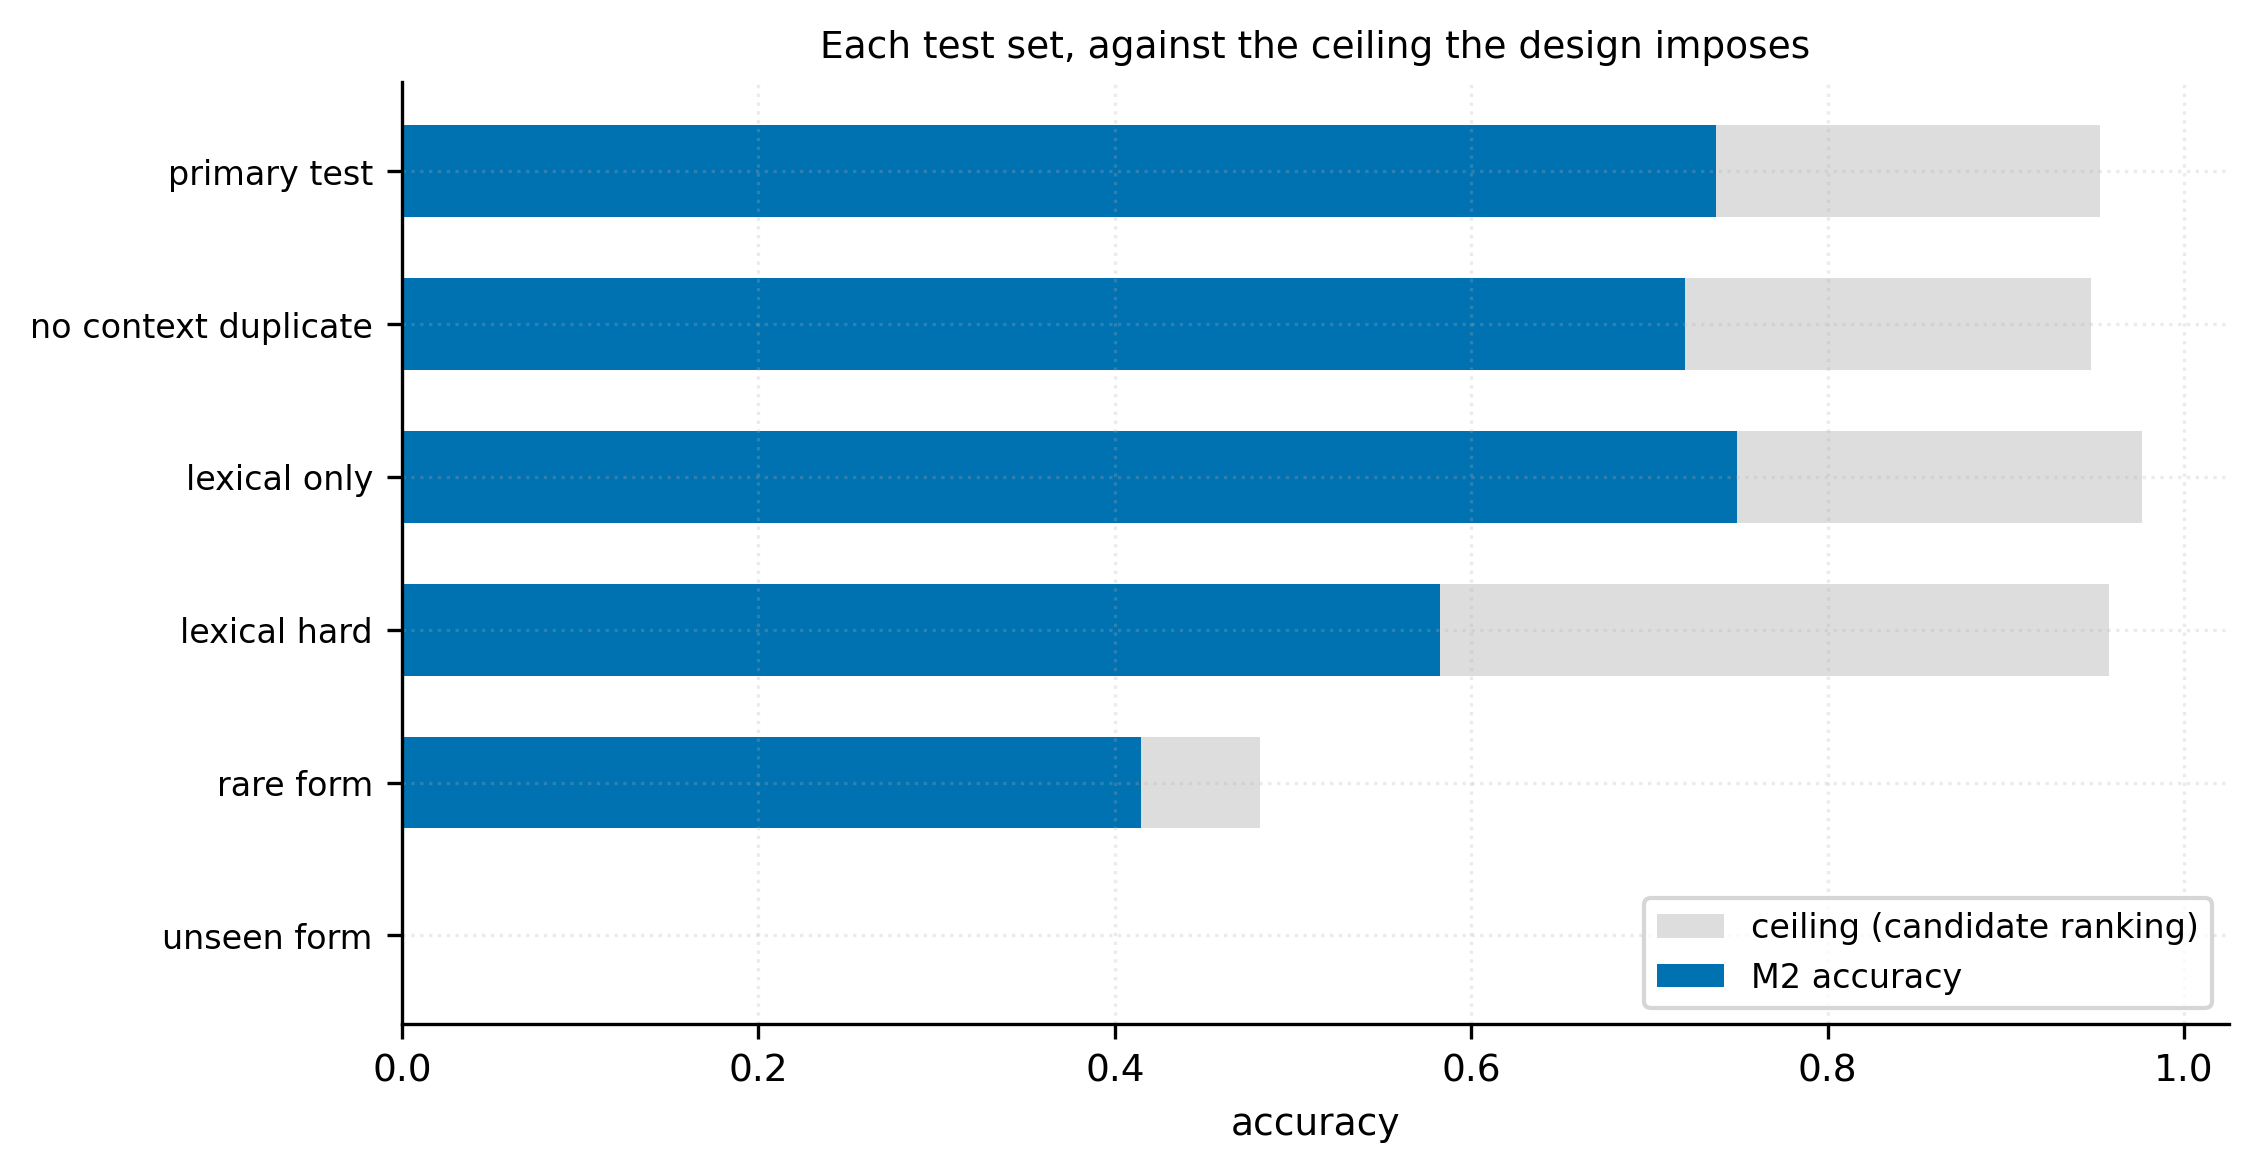 Each test set, against the ceiling the design imposes
primary test
no context duplicate
lexical only
lexical hard
rare form
unseen form
ceiling (candidate ranking)
M2 accuracy
0.0 0.2 0.4 0.6 0.8 1.0
accuracy